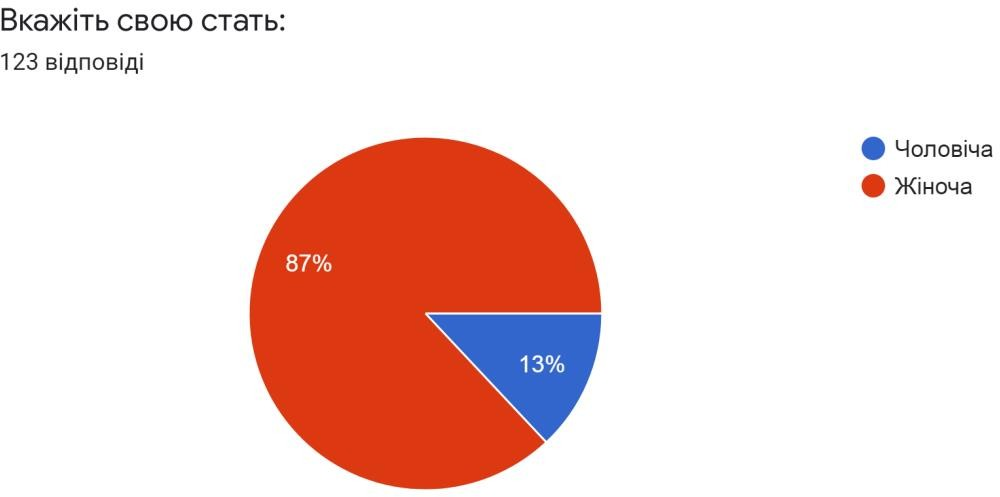 Вкажіть свою стать:
123 відповіді
Чоловіча
Жіноча
87%
13%